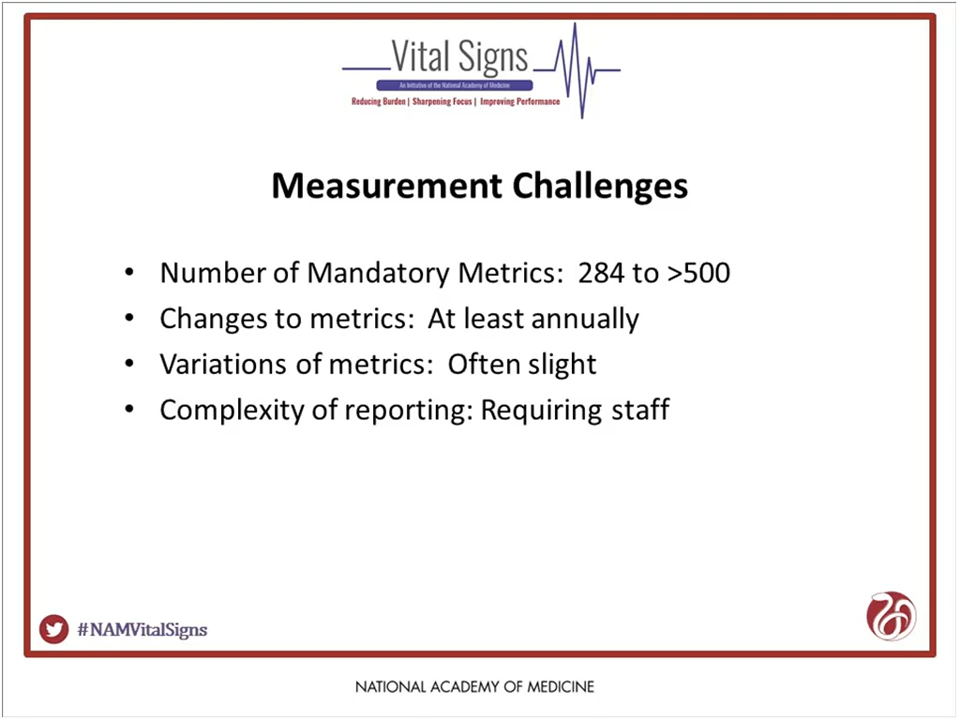 Vital Signs
An Initiative of the National Academy of Medicine
Reducing Burden | Sharpening Focus | Improving Performance
Measurement Challenges
• Number of Mandatory Metrics: 284 to >500
• Changes to metrics: At least annually
• Variations of metrics: Often slight
• Complexity of reporting: Requiring staff
#NAMVitalSigns
NATIONAL ACADEMY OF MEDICINE